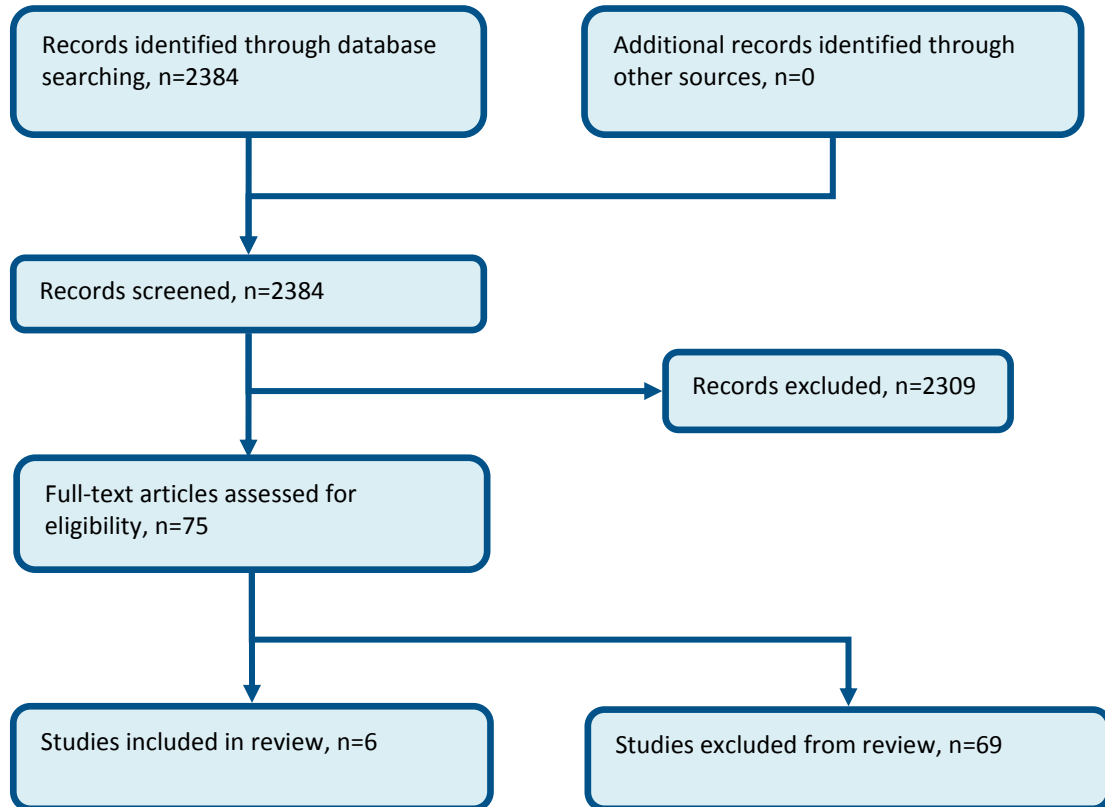 Records identified through database
searching, n=2384
Additional records identified through
other sources, n=0
Records screened, n=2384
Records excluded, n=2309
Full-text articles assessed for
eligibility, n=75
Studies included in review, n=6
Studies excluded from review, n=69